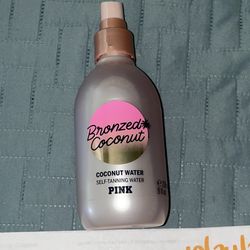 Bronzed
Coconut
COCONUT WATER
SELF-TANNING WATER
PINK